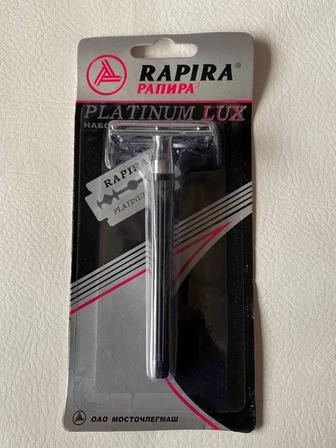 RAPIRA®
РАПИРА®
PLATINUM LUX
НАБО
RAPIRA
PLATINUM
ОАО МОСТОЧЛЕГМАШ